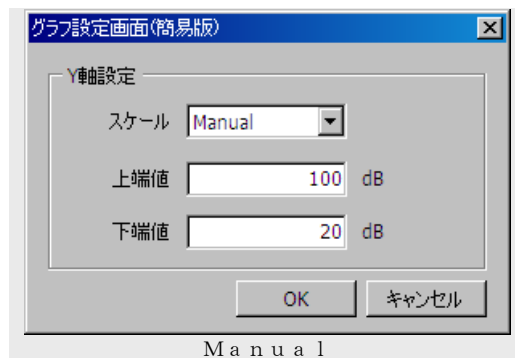 グラフ設定画面(簡易版)
Y軸設定
スケール Manual
上端値 100 dB
下端値 20 dB
OK キャンセル
Ｍａｎｕａｌ